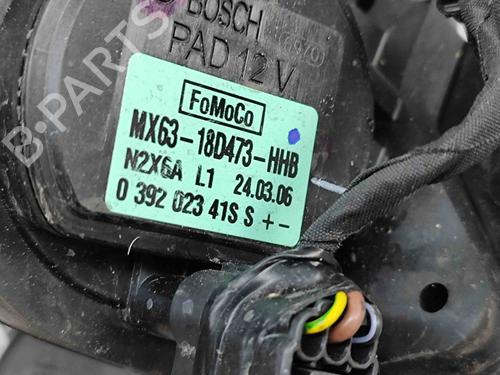 BOSCH
PAD 12 V
FoMoCo
MX63-18D473-HHB
N2X6A L1 24.03.06
0 392 023 41S S + -
B-PARTS